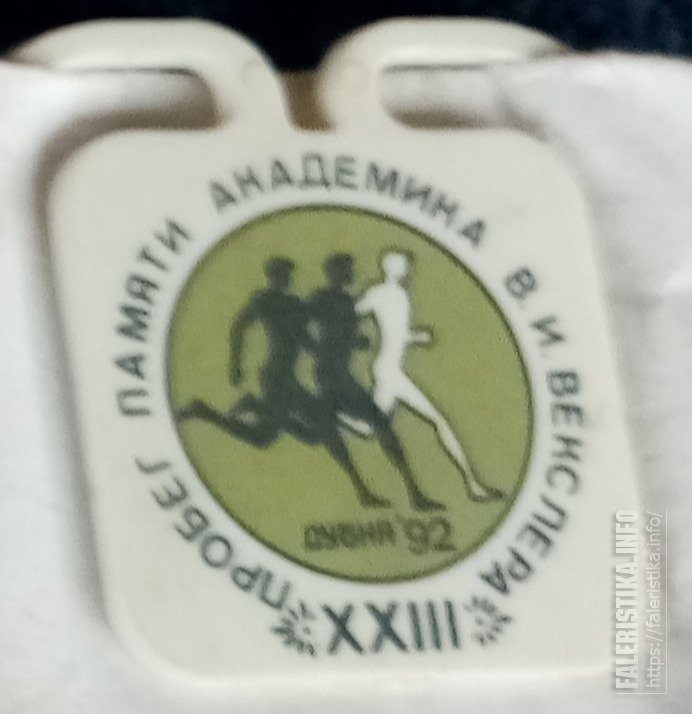 ПРОБЕГ ПАМЯТИ АКАДЕМИКА В.И.ВЕКСЛЕРА
ДУБНА '92
XXIII
FALERISTIKA.INFO
https://faleristika.info/